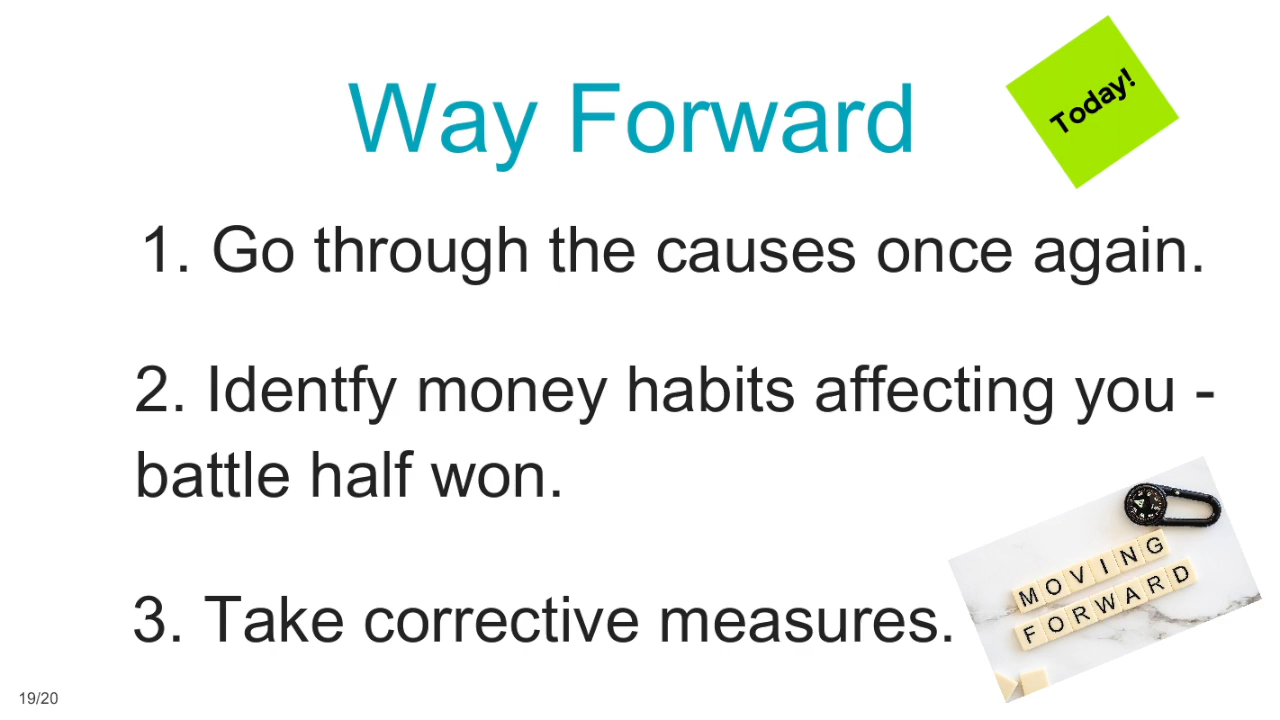 Way Forward
Today!
1. Go through the causes once again.
2. Identfy money habits affecting you -
battle half won.
3. Take corrective measures.
MOVING
FORWARD
19/20